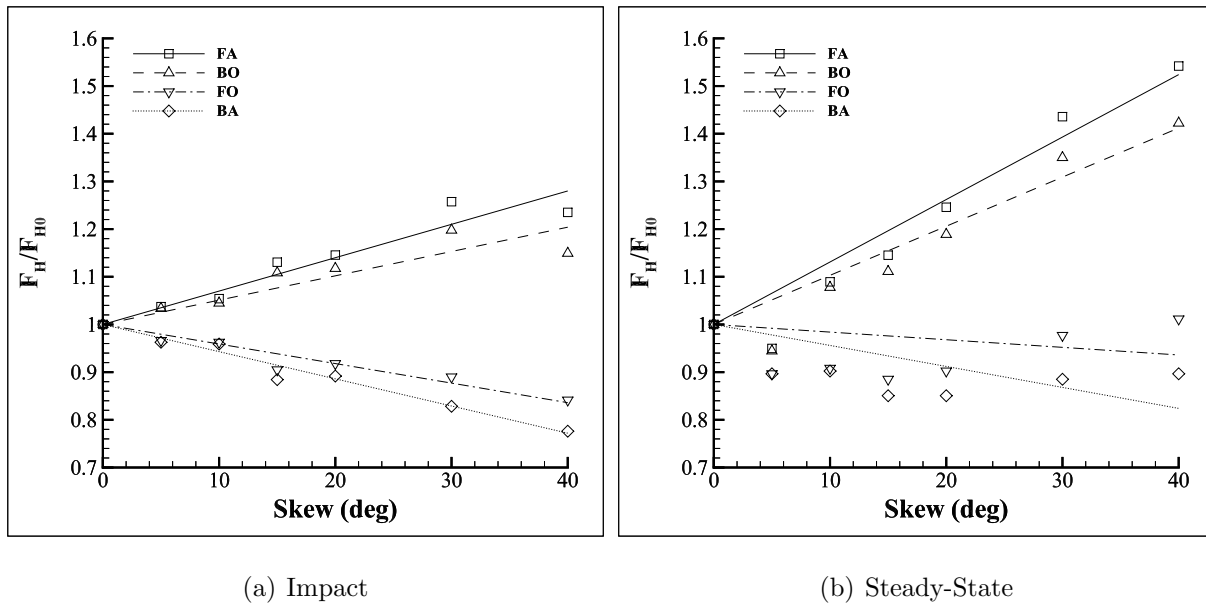 1.6
1.5
1.4
1.3
1.2
1.1
1
0.9
0.8
0.7
F_H/F_H0
FA
BO
FO
BA
0 10 20 30 40
Skew (deg)
(a) Impact
1.6
1.5
1.4
1.3
1.2
1.1
1
0.9
0.8
0.7
F_H/F_H0
FA
BO
FO
BA
0 10 20 30 40
Skew (deg)
(b) Steady-State